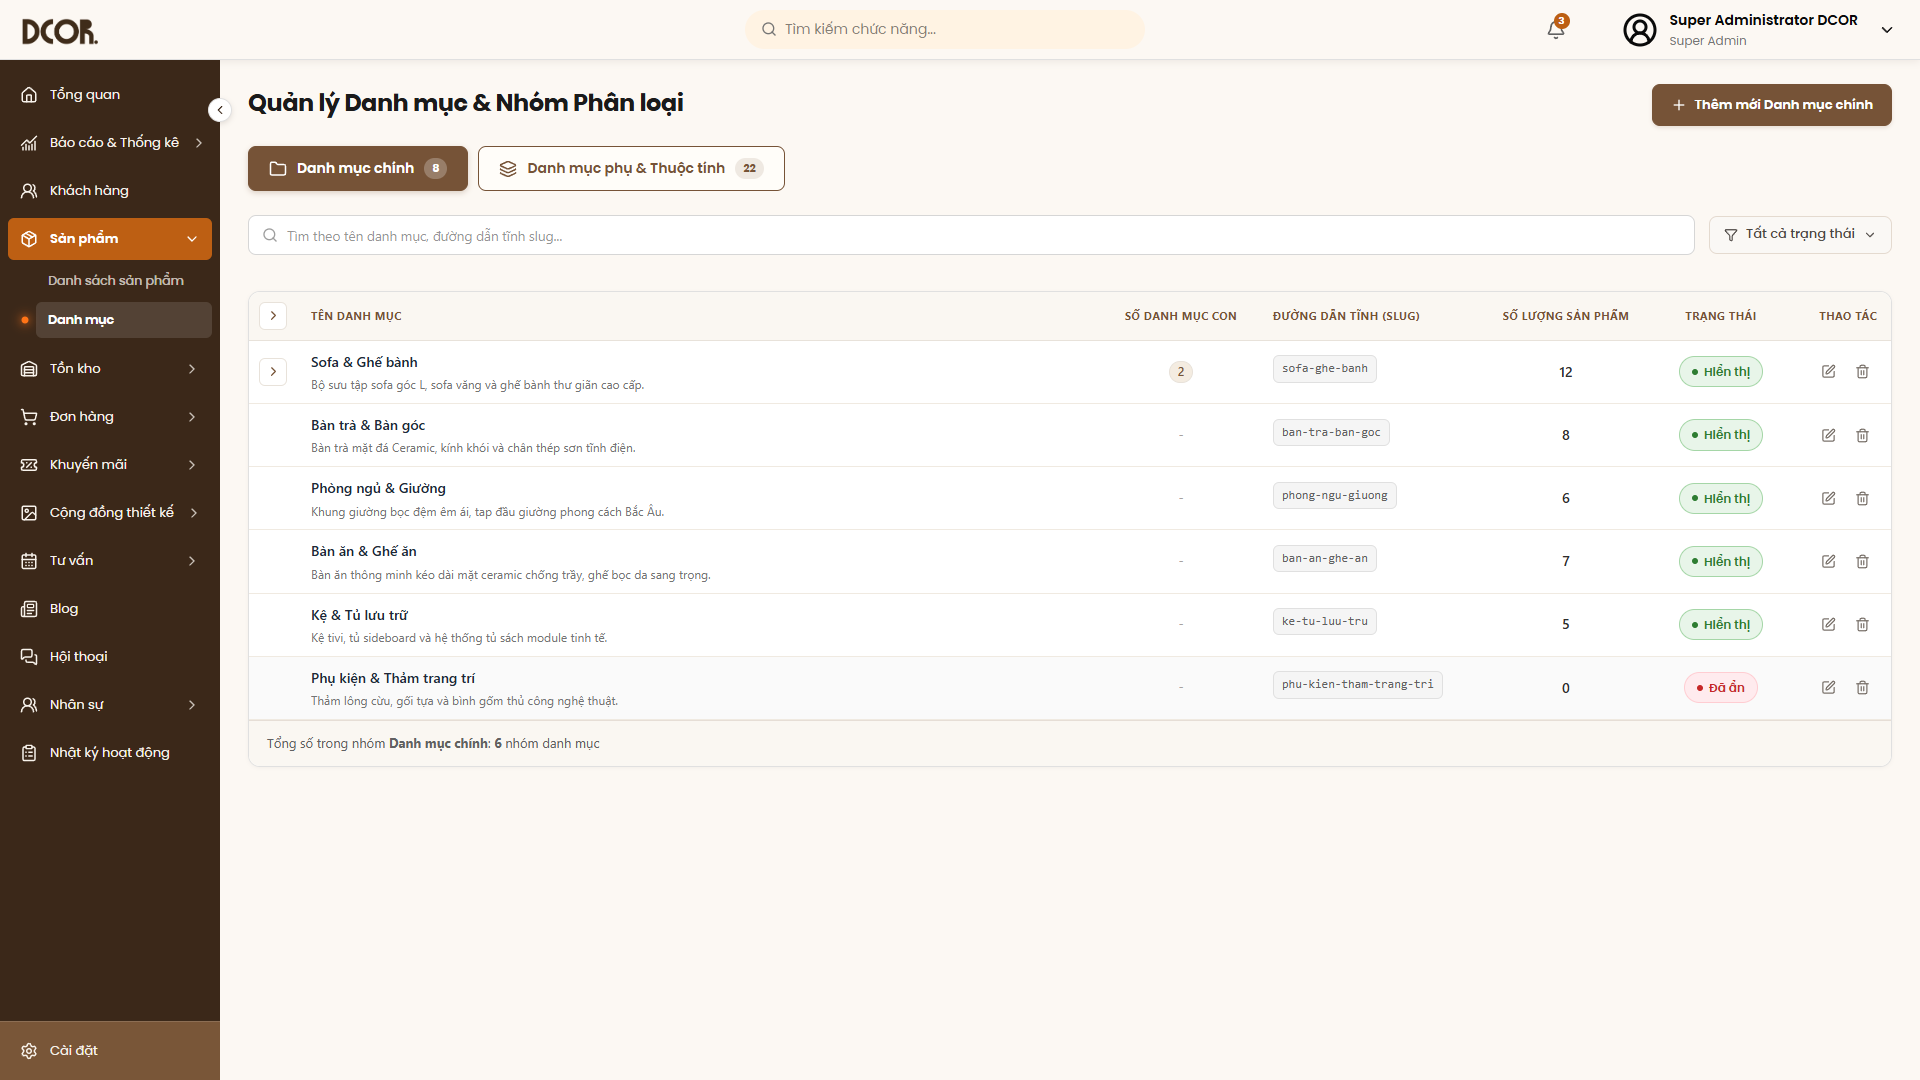 DCOR.
Tìm kiếm chức năng...
3
Super Administrator DCOR
Super Admin
Tổng quan
Báo cáo & Thống kê
Khách hàng
Sản phẩm
Danh sách sản phẩm
Danh mục
Tồn kho
Đơn hàng
Khuyến mãi
Cộng đồng thiết kế
Tư vấn
Blog
Hội thoại
Nhân sự
Nhật ký hoạt động
Cài đặt
Quản lý Danh mục & Nhóm Phân loại
Thêm mới Danh mục chính
Danh mục chính 8
Danh mục phụ & Thuộc tính 22
Tìm theo tên danh mục, đường dẫn tĩnh slug...
Tất cả trạng thái
TÊN DANH MỤC SỐ DANH MỤC CON ĐƯỜNG DẪN TĨNH (SLUG) SỐ LƯỢNG SẢN PHẨM TRẠNG THÁI THAO TÁC
Sofa & Ghế bành 2 sofa-ghe-banh 12 Hiển thị
Bộ sưu tập sofa góc L, sofa văng và ghế bành thư giãn cao cấp.
Bàn trà & Bàn góc - ban-tra-ban-goc 8 Hiển thị
Bàn trà mặt đá Ceramic, kính khói và chân thép sơn tĩnh điện.
Phòng ngủ & Giường - phong-ngu-giuong 6 Hiển thị
Khung giường bọc đệm êm ái, tap đầu giường phong cách Bắc Âu.
Bàn ăn & Ghế ăn - ban-an-ghe-an 7 Hiển thị
Bàn ăn thông minh kéo dài mặt ceramic chống trầy, ghế bọc da sang trọng.
Kệ & Tủ lưu trữ - ke-tu-luu-tru 5 Hiển thị
Kệ tivi, tủ sideboard và hệ thống tủ sách module tinh tế.
Phụ kiện & Thảm trang trí - phu-kien-tham-trang-tri 0 Đã ẩn
Thảm lông cừu, gối tựa và bình gốm thủ công nghệ thuật.
Tổng số trong nhóm Danh mục chính: 6 nhóm danh mục